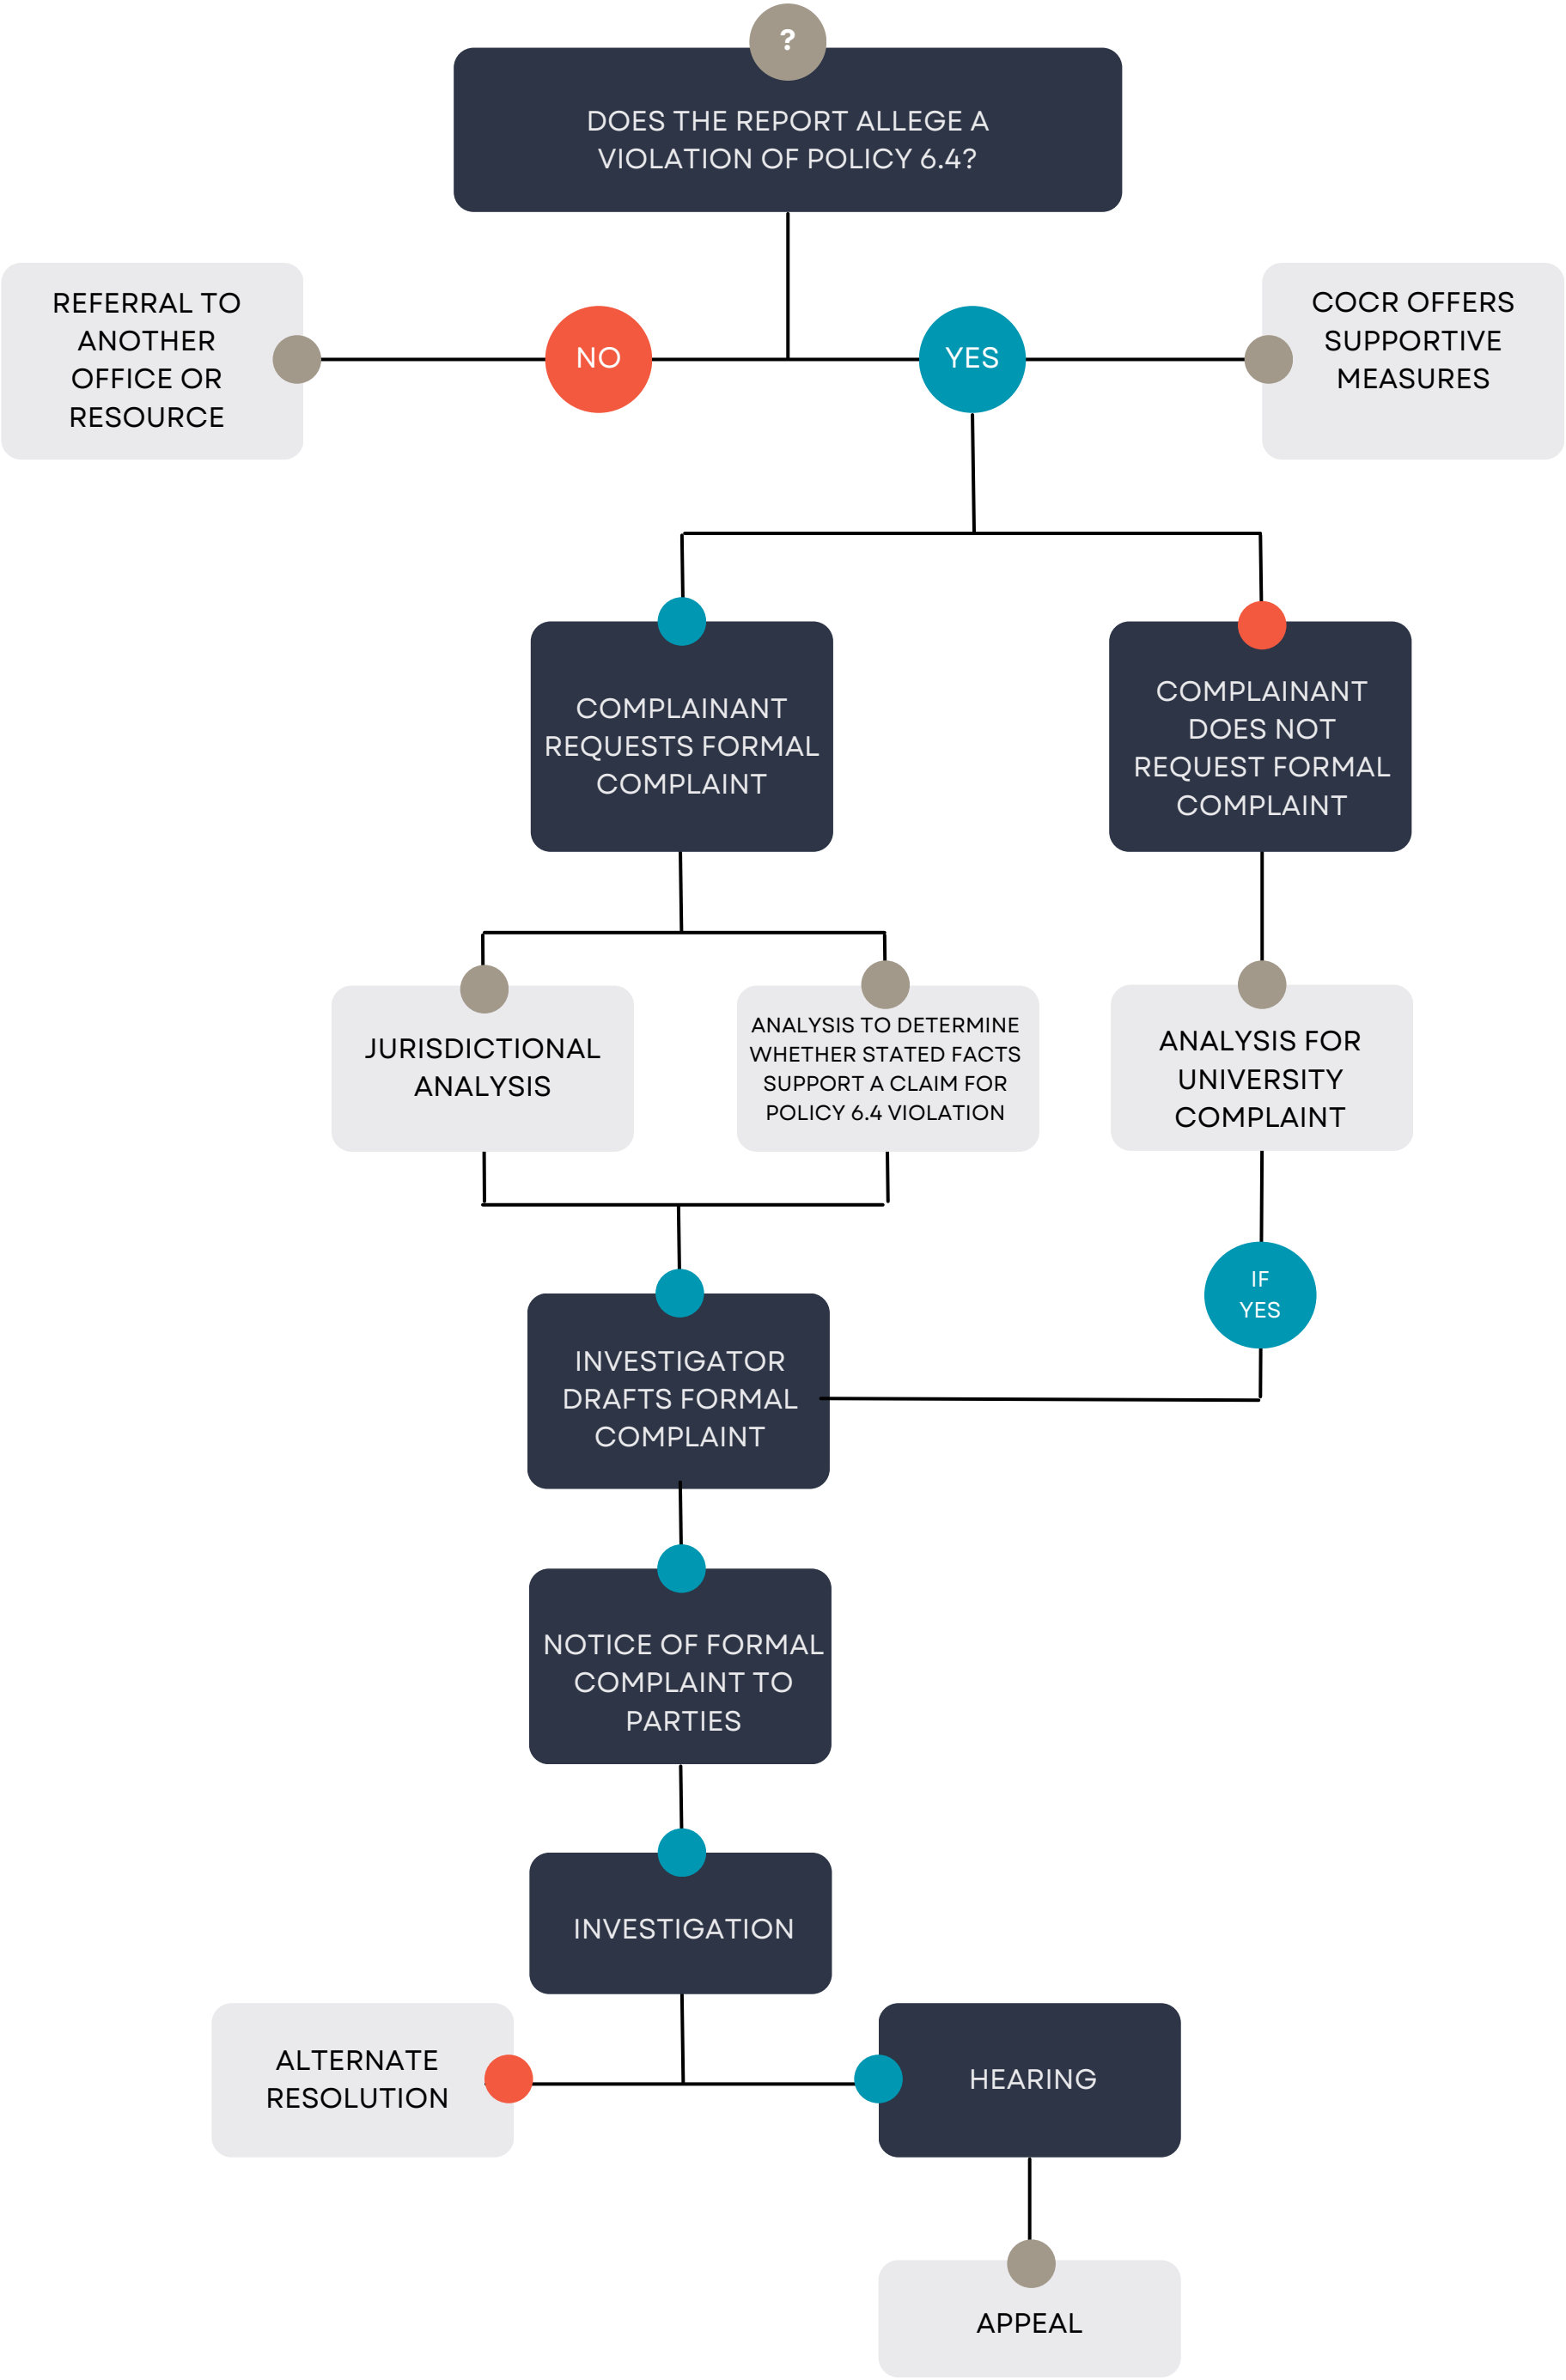 ?
DOES THE REPORT ALLEGE A
VIOLATION OF POLICY 6.4?
REFERRAL TO
ANOTHER
OFFICE OR
RESOURCE
NO
YES
COCR OFFERS
SUPPORTIVE
MEASURES
COMPLAINANT
REQUESTS FORMAL
COMPLAINT
COMPLAINANT
DOES NOT
REQUEST FORMAL
COMPLAINT
JURISDICTIONAL
ANALYSIS
ANALYSIS TO DETERMINE
WHETHER STATED FACTS
SUPPORT A CLAIM FOR
POLICY 6.4 VIOLATION
ANALYSIS FOR
UNIVERSITY
COMPLAINT
IF
YES
INVESTIGATOR
DRAFTS FORMAL
COMPLAINT
NOTICE OF FORMAL
COMPLAINT TO
PARTIES
INVESTIGATION
ALTERNATE
RESOLUTION
HEARING
APPEAL